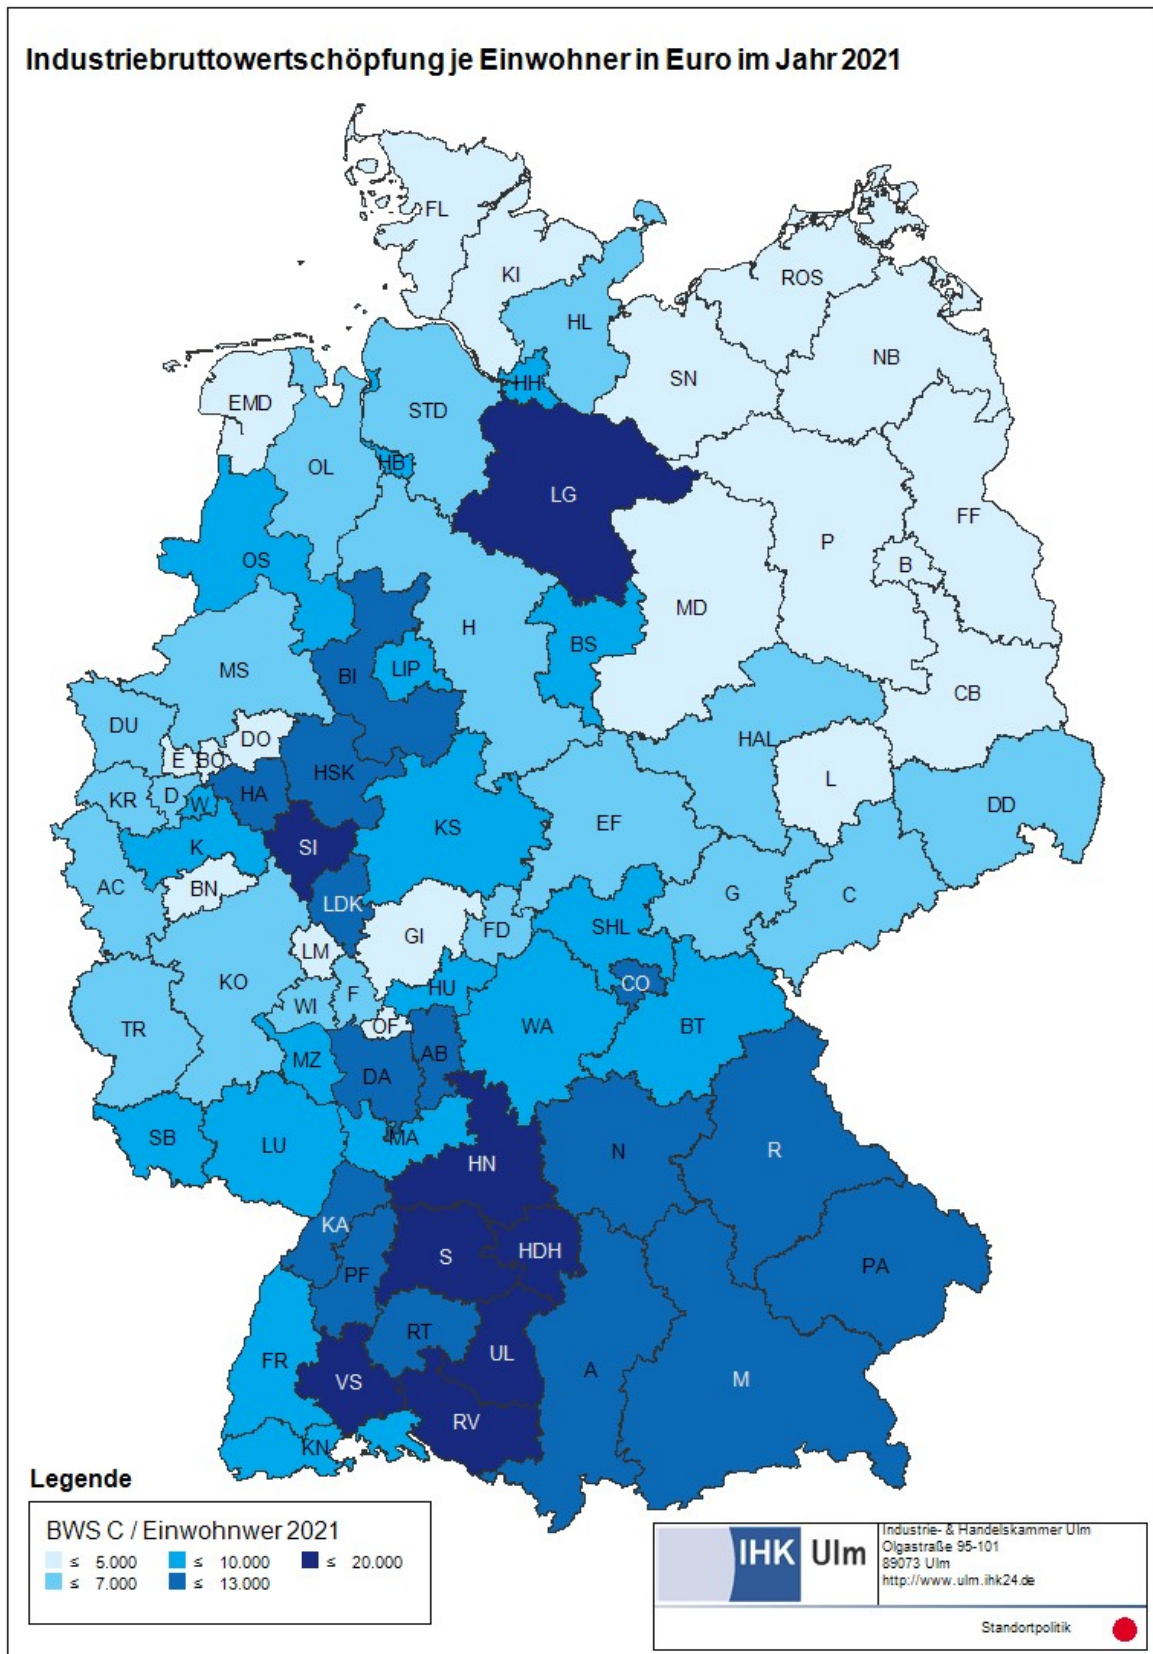 Industriebruttowertschöpfung je Einwohner in Euro im Jahr 2021
FL
KI
ROS
HL
NB
SN
HH
EMD
STD
OL
HB
LG
FF
P
B
OS
MD
H
BS
MS
BI
LIP
CB
DU
DO
HAL
E
BO
HSK
L
KR
D
W
HA
DD
EF
KS
K
SI
AC
BN
G
C
LDK
SHL
GI
FD
LM
KO
CO
HU
F
WI
OF
TR
WA
BT
MZ
AB
DA
SB
LU
MA
N
R
HN
KA
S
HDH
PF
PA
RT
UL
FR
A
M
VS
RV
KN
Legende
BWS C / Einwohnwer 2021
≤ 5.000
≤ 10.000
≤ 20.000
≤ 7.000
≤ 13.000
IHK Ulm
Industrie- & Handelskammer Ulm
Olgastraße 95-101
89073 Ulm
http://www.ulm.ihk24.de
Standortpolitik